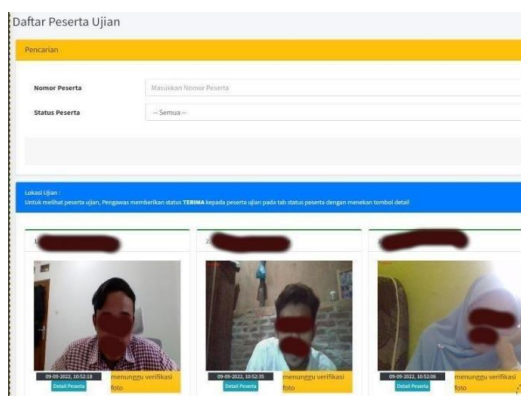 Daftar Peserta Ujian
Pencarian
Nomor Peserta
Masukkan Nomor Peserta
Status Peserta
-- Semua --
Lokasi Ujian :
Untuk melihat peserta ujian, Pengawas memberikan status TERIMA kepada peserta ujian pada tab status peserta dengan menekan tombol detail
09-09-2022, 10:52:18
menunggu verifikasi
Detail Peserta
foto
09-09-2022, 10:52:35
menunggu verifikasi
Detail Peserta
foto
09-09-2022, 10:52:06
menunggu verifikasi
Detail Peserta
foto